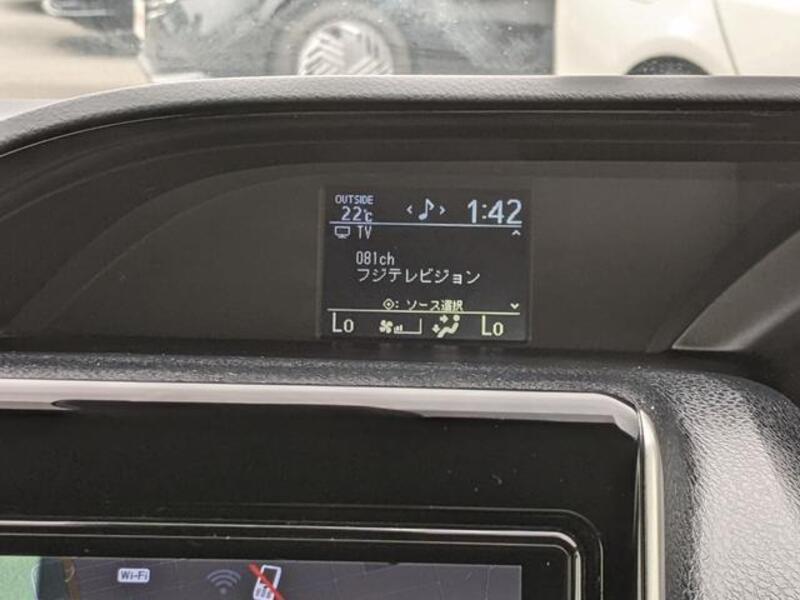 OUTSIDE
22℃ 1:42
TV
081ch
フジテレビジョン
: ソース選択
Lo Lo
Wi-Fi